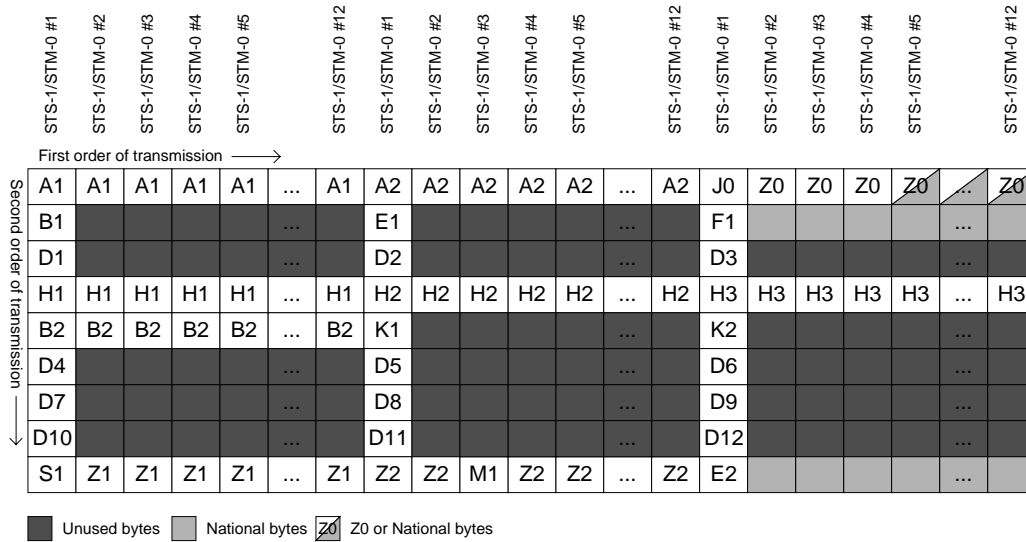 STS-1/STM-0 #1 STS-1/STM-0 #2 STS-1/STM-0 #3 STS-1/STM-0 #4 STS-1/STM-0 #5 STS-1/STM-0 #12 STS-1/STM-0 #1 STS-1/STM-0 #2 STS-1/STM-0 #3 STS-1/STM-0 #4 STS-1/STM-0 #5 STS-1/STM-0 #12 STS-1/STM-0 #1 STS-1/STM-0 #2 STS-1/STM-0 #3 STS-1/STM-0 #4 STS-1/STM-0 #5 STS-1/STM-0 #12
First order of transmission
Second order of transmission
A1 A1 A1 A1 A1 ... A1 A2 A2 A2 A2 A2 ... A2 J0 Z0 Z0 Z0 Z0 ... Z0
B1 ... E1 ... F1 ...
D1 ... D2 ... D3 ...
H1 H1 H1 H1 H1 ... H1 H2 H2 H2 H2 H2 ... H2 H3 H3 H3 H3 H3 ... H3
B2 B2 B2 B2 B2 ... B2 K1 ... K2 ...
D4 ... D5 ... D6 ...
D7 ... D8 ... D9 ...
D10 ... D11 ... D12 ...
S1 Z1 Z1 Z1 Z1 ... Z1 Z2 Z2 M1 Z2 Z2 ... Z2 E2 ...
Unused bytes National bytes Z0 Z0 or National bytes